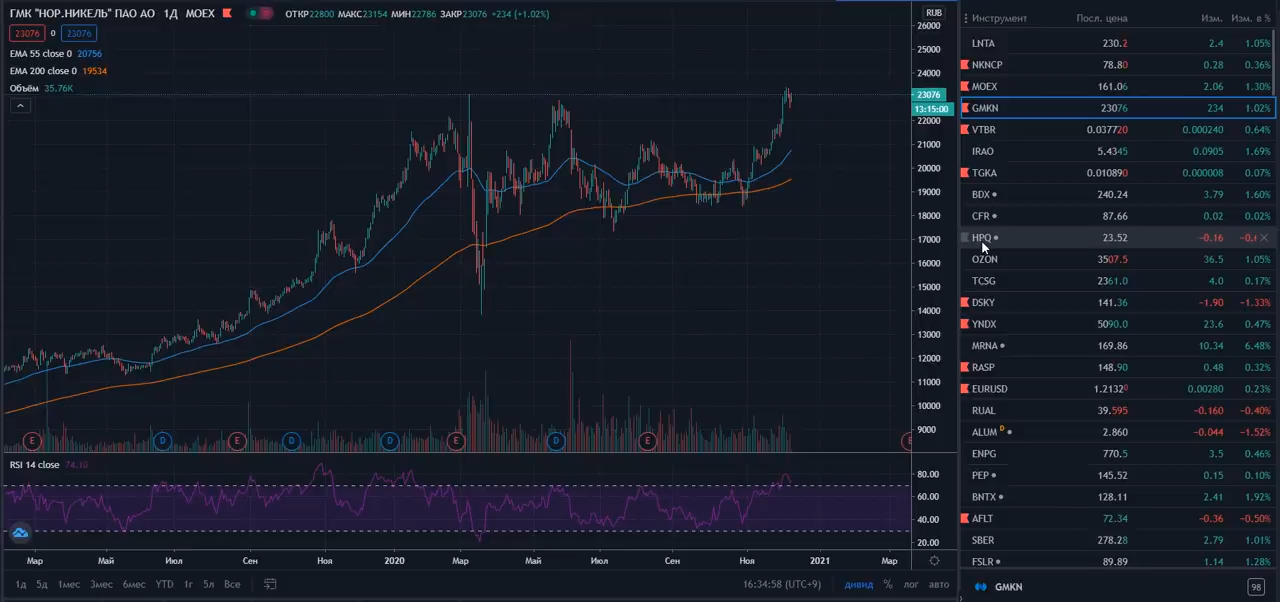 ГМК "НОР.НИКЕЛЬ" ПАО АО 1Д MOEX ОТКР22800 МАКС23154 МИН22786 ЗАКР23076 +234 (+1.02%)
23076 0 23076
EMA 55 close 0 20756
EMA 200 close 0 19534
Объём 35.76K
RUB
26000
25000
24000
23076
13:15:00
22000
21000
20000
19000
18000
17000
16000
15000
14000
13000
12000
11000
10000
9000
E D E D D E D E E
RSI 14 close 74.10
80.00
60.00
40.00
20.00
Мар Май Июл Сен Ноя 2020 Мар Май Июл Сен Ноя 2021 Мар
1д 5д 1мес 3мес 6мес YTD 1г 5л Все 16:34:58 (UTC+9) дивид % лог авто
Инструмент Посл. цена Изм. Изм. в %
LNTA 230.2 2.4 1.05%
NKNCP 78.80 0.28 0.36%
MOEX 161.06 2.06 1.30%
GMKN 23076 234 1.02%
VTBR 0.037720 0.000240 0.64%
IRAO 5.4345 0.0905 1.69%
TGKA 0.010890 0.000008 0.07%
BDX 240.24 3.79 1.60%
CFR 87.66 0.02 0.02%
HPQ 23.52 −0.16
OZON 3507.5 36.5 1.05%
TCSG 2361.0 4.0 0.17%
DSKY 141.36 −1.90 −1.33%
YNDX 5090.0 23.6 0.47%
MRNA 169.86 10.34 6.48%
RASP 148.90 0.48 0.32%
EURUSD 1.21320 0.00280 0.23%
RUAL 39.595 −0.160 −0.40%
ALUM D 2.860 −0.044 −1.52%
ENPG 770.5 3.5 0.46%
PEP 145.52 0.15 0.10%
BNTX 128.11 2.41 1.92%
AFLT 72.34 −0.36 −0.50%
SBER 278.28 2.79 1.01%
FSLR 89.89 1.14 1.28%
GMKN 98